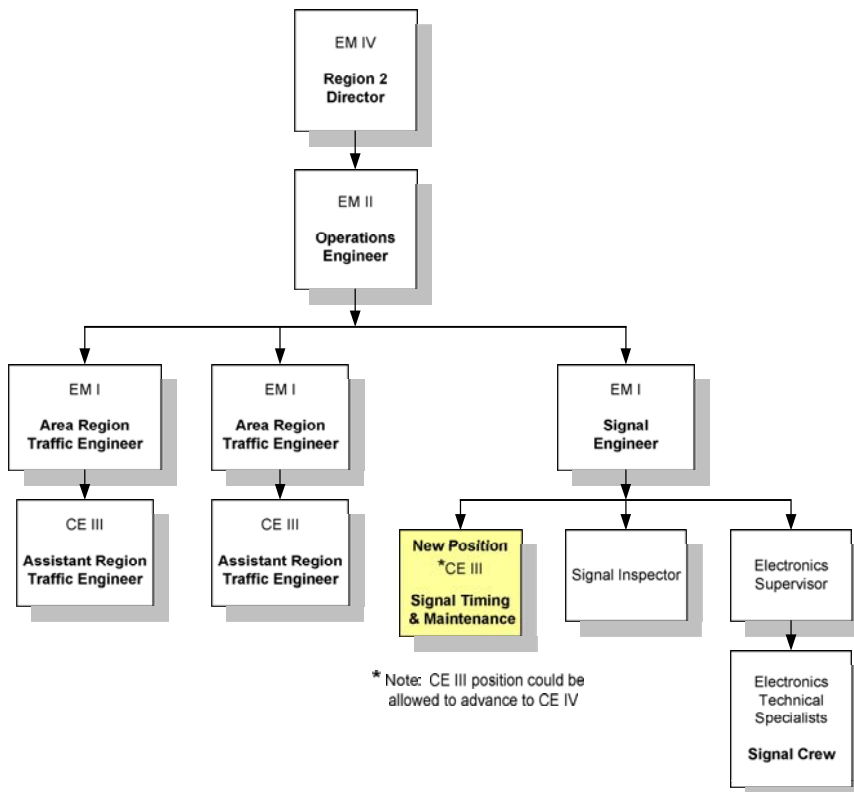 EM IV
Region 2
Director
EM II
Operations
Engineer
EM I
Area Region
Traffic Engineer
EM I
Area Region
Traffic Engineer
EM I
Signal
Engineer
CE III
Assistant Region
Traffic Engineer
CE III
Assistant Region
Traffic Engineer
New Position
*CE III
Signal Timing
& Maintenance
Signal Inspector
Electronics
Supervisor
* Note: CE III position could be
allowed to advance to CE IV
Electronics
Technical
Specialists
Signal Crew